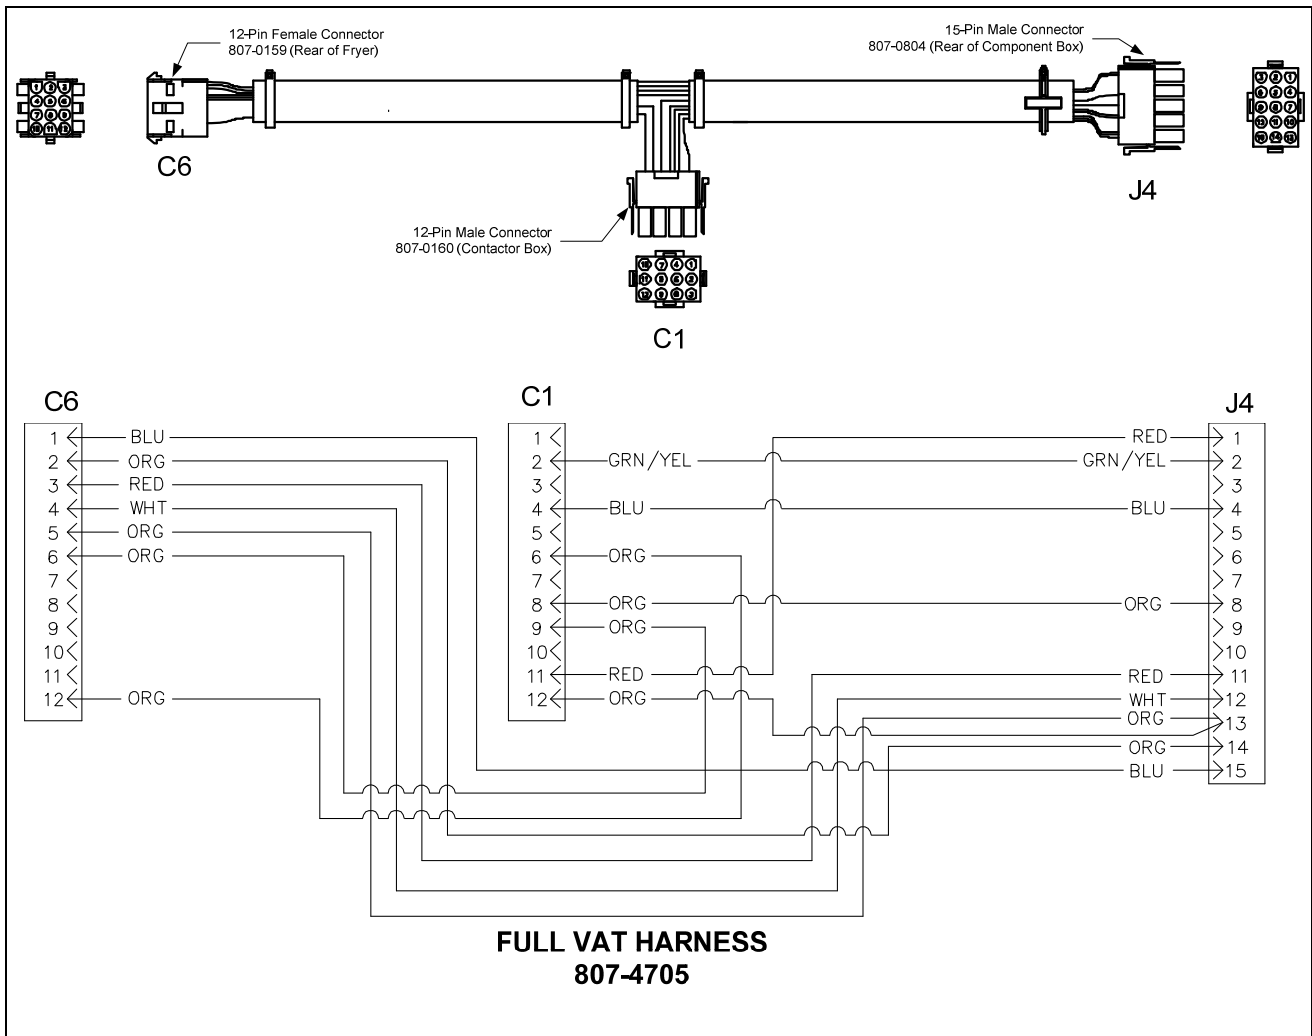 12-Pin Female Connector
807-0159 (Rear of Fryer)
15-Pin Male Connector
807-0804 (Rear of Component Box)
C6
J4
12-Pin Male Connector
807-0160 (Contactor Box)
C1
C6
1 BLU
2 ORG
3 RED
4 WHT
5 ORG
6 ORG
7
8
9
10
11
12 ORG
C1
1
2 GRN/YEL
3
4 BLU
5
6 ORG
7
8 ORG
9 ORG
10
11 RED
12 ORG
J4
RED 1
GRN/YEL 2
3
BLU 4
5
6
7
ORG 8
9
10
RED 11
WHT 12
ORG 13
ORG 14
BLU 15
FULL VAT HARNESS
807-4705